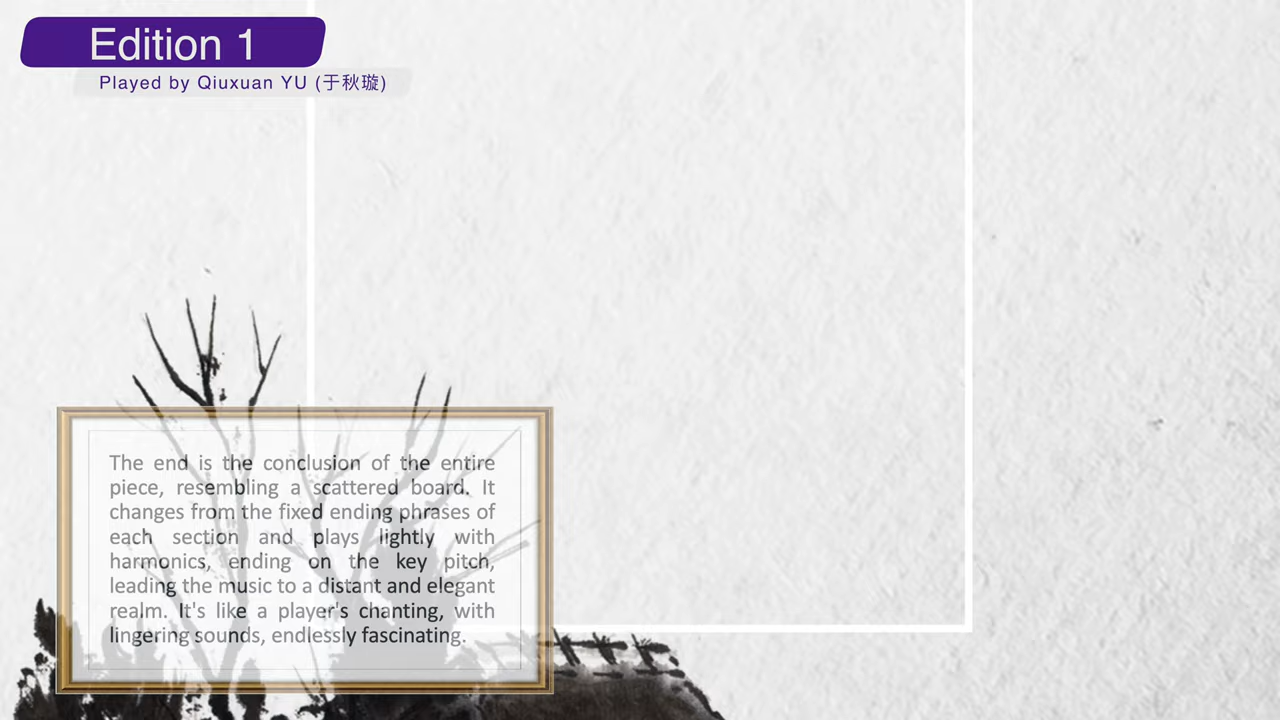 Edition 1
Played by Qiuxuan YU (于秋璇)
The end is the conclusion of the entire
piece, resembling a scattered board. It
changes from the fixed ending phrases of
each section and plays lightly with
harmonics, ending on the key pitch,
leading the music to a distant and elegant
realm. It's like a player's chanting, with
lingering sounds, endlessly fascinating.